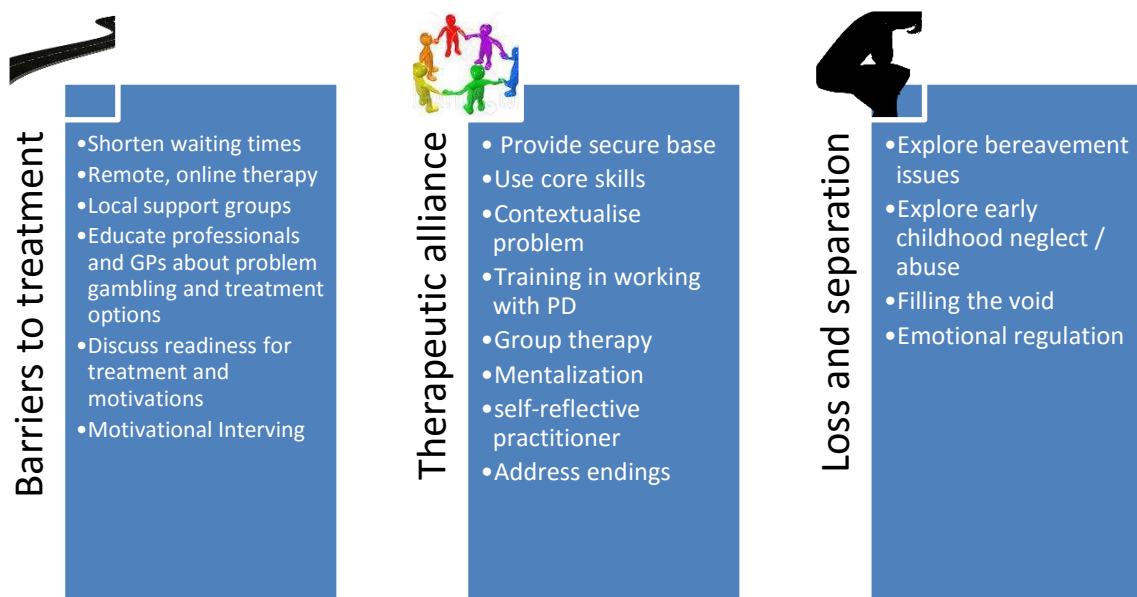 Barriers to treatment
•Shorten waiting times
•Remote, online therapy
•Local support groups
•Educate professionals
and GPs about problem
gambling and treatment
options
•Discuss readiness for
treatment and
motivations
•Motivational Interving
Therapeutic alliance
• Provide secure base
•Use core skills
•Contextualise
problem
•Training in working
with PD
•Group therapy
•Mentalization
•self-reflective
practitioner
•Address endings
Loss and separation
•Explore bereavement
issues
•Explore early
childhood neglect /
abuse
•Filling the void
•Emotional regulation